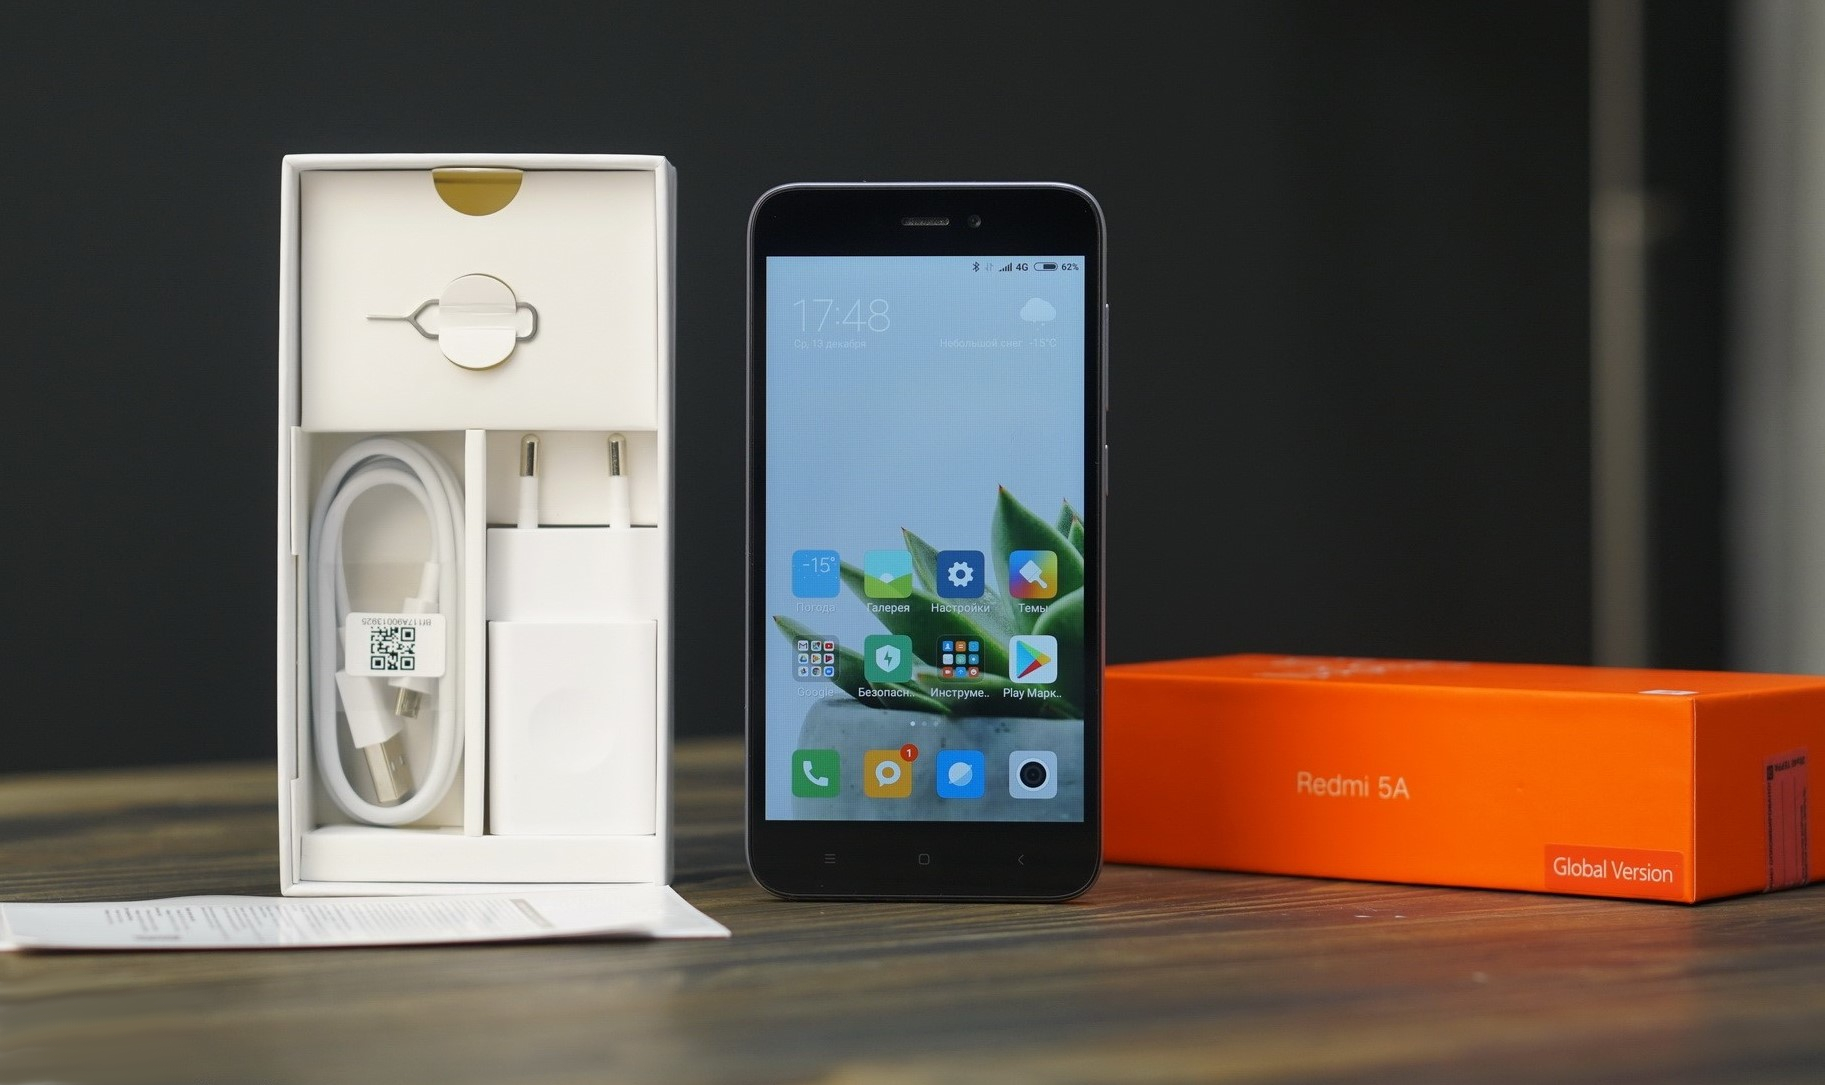 4G 62%
17:48
Ср, 13 декабря
Небольшой снег -15°C
-15°
Погода Галерея Настройки Темы
Google Безопасн.. Инструме.. Play Марк..
1
Bf117A90013925
Redmi 5A
Global Version